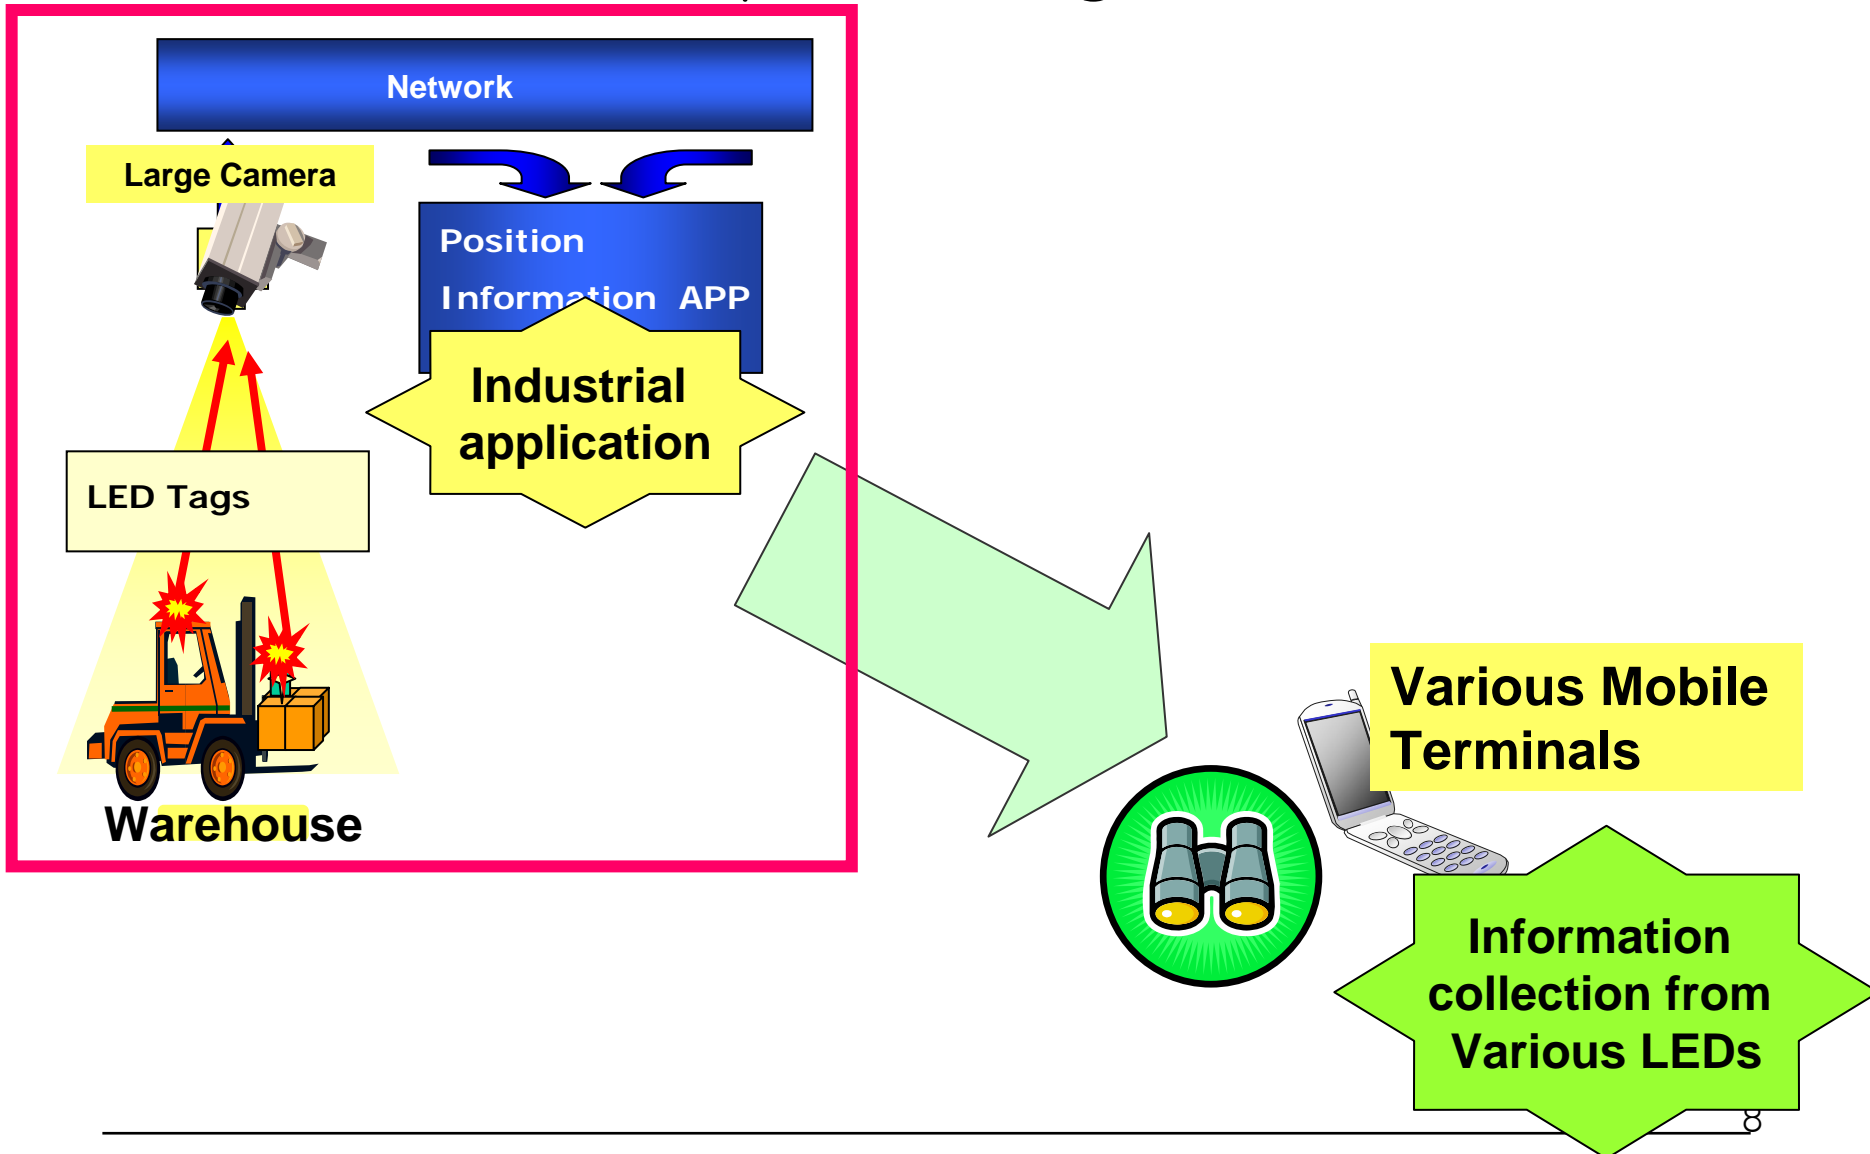 Network
Large Camera
Position
Information APP
Industrial
application
LED Tags
Warehouse
Various Mobile
Terminals
Information
collection from
Various LEDs
8